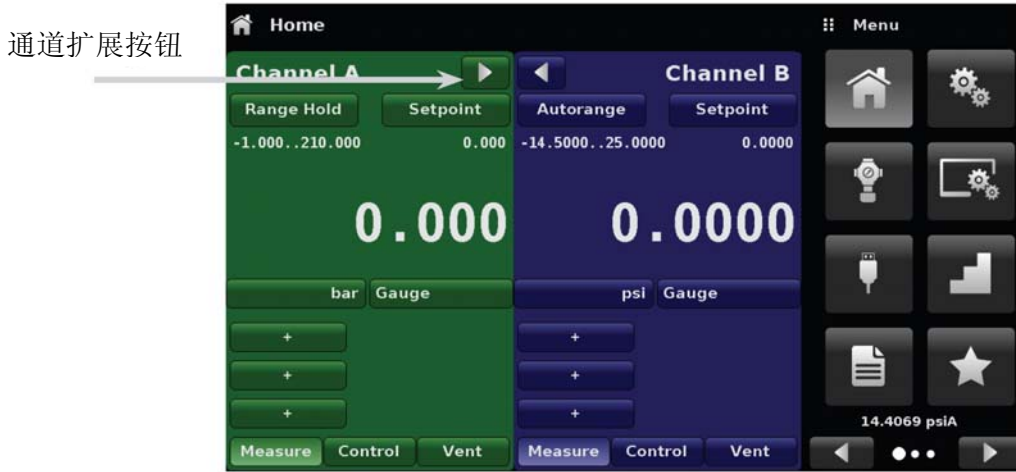 通道扩展按钮
Home
Menu
Channel A
Channel B
Range Hold
Setpoint
Autorange
Setpoint
-1.000..210.000
0.000
-14.5000..25.0000
0.0000
0.000
0.0000
bar
Gauge
psi
Gauge
+
+
+
+
+
+
14.4069 psiA
Measure
Control
Vent
Measure
Control
Vent